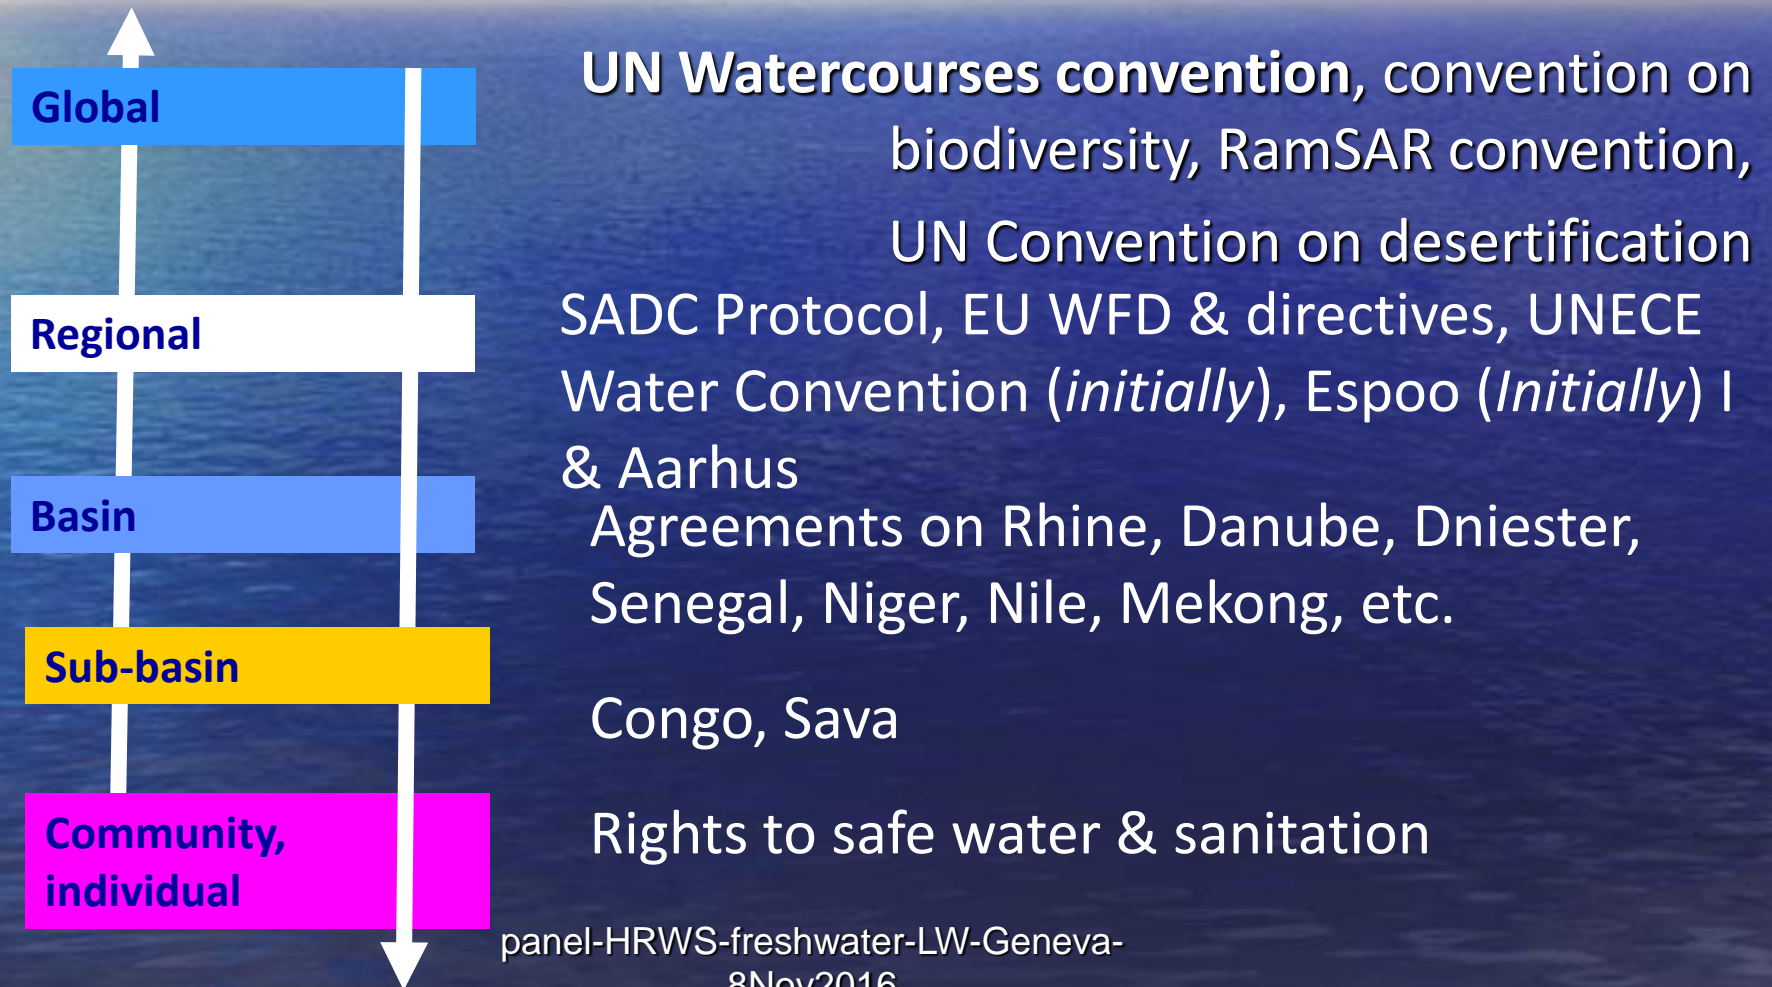 Global
UN Watercourses convention, convention on
biodiversity, RamSAR convention,
UN Convention on desertification
Regional
SADC Protocol, EU WFD & directives, UNECE
Water Convention (initially), Espoo (Initially) I
& Aarhus
Basin
Agreements on Rhine, Danube, Dniester,
Senegal, Niger, Nile, Mekong, etc.
Sub-basin
Congo, Sava
Community,
individual
Rights to safe water & sanitation
panel-HRWS-freshwater-LW-Geneva-
8Nov2016